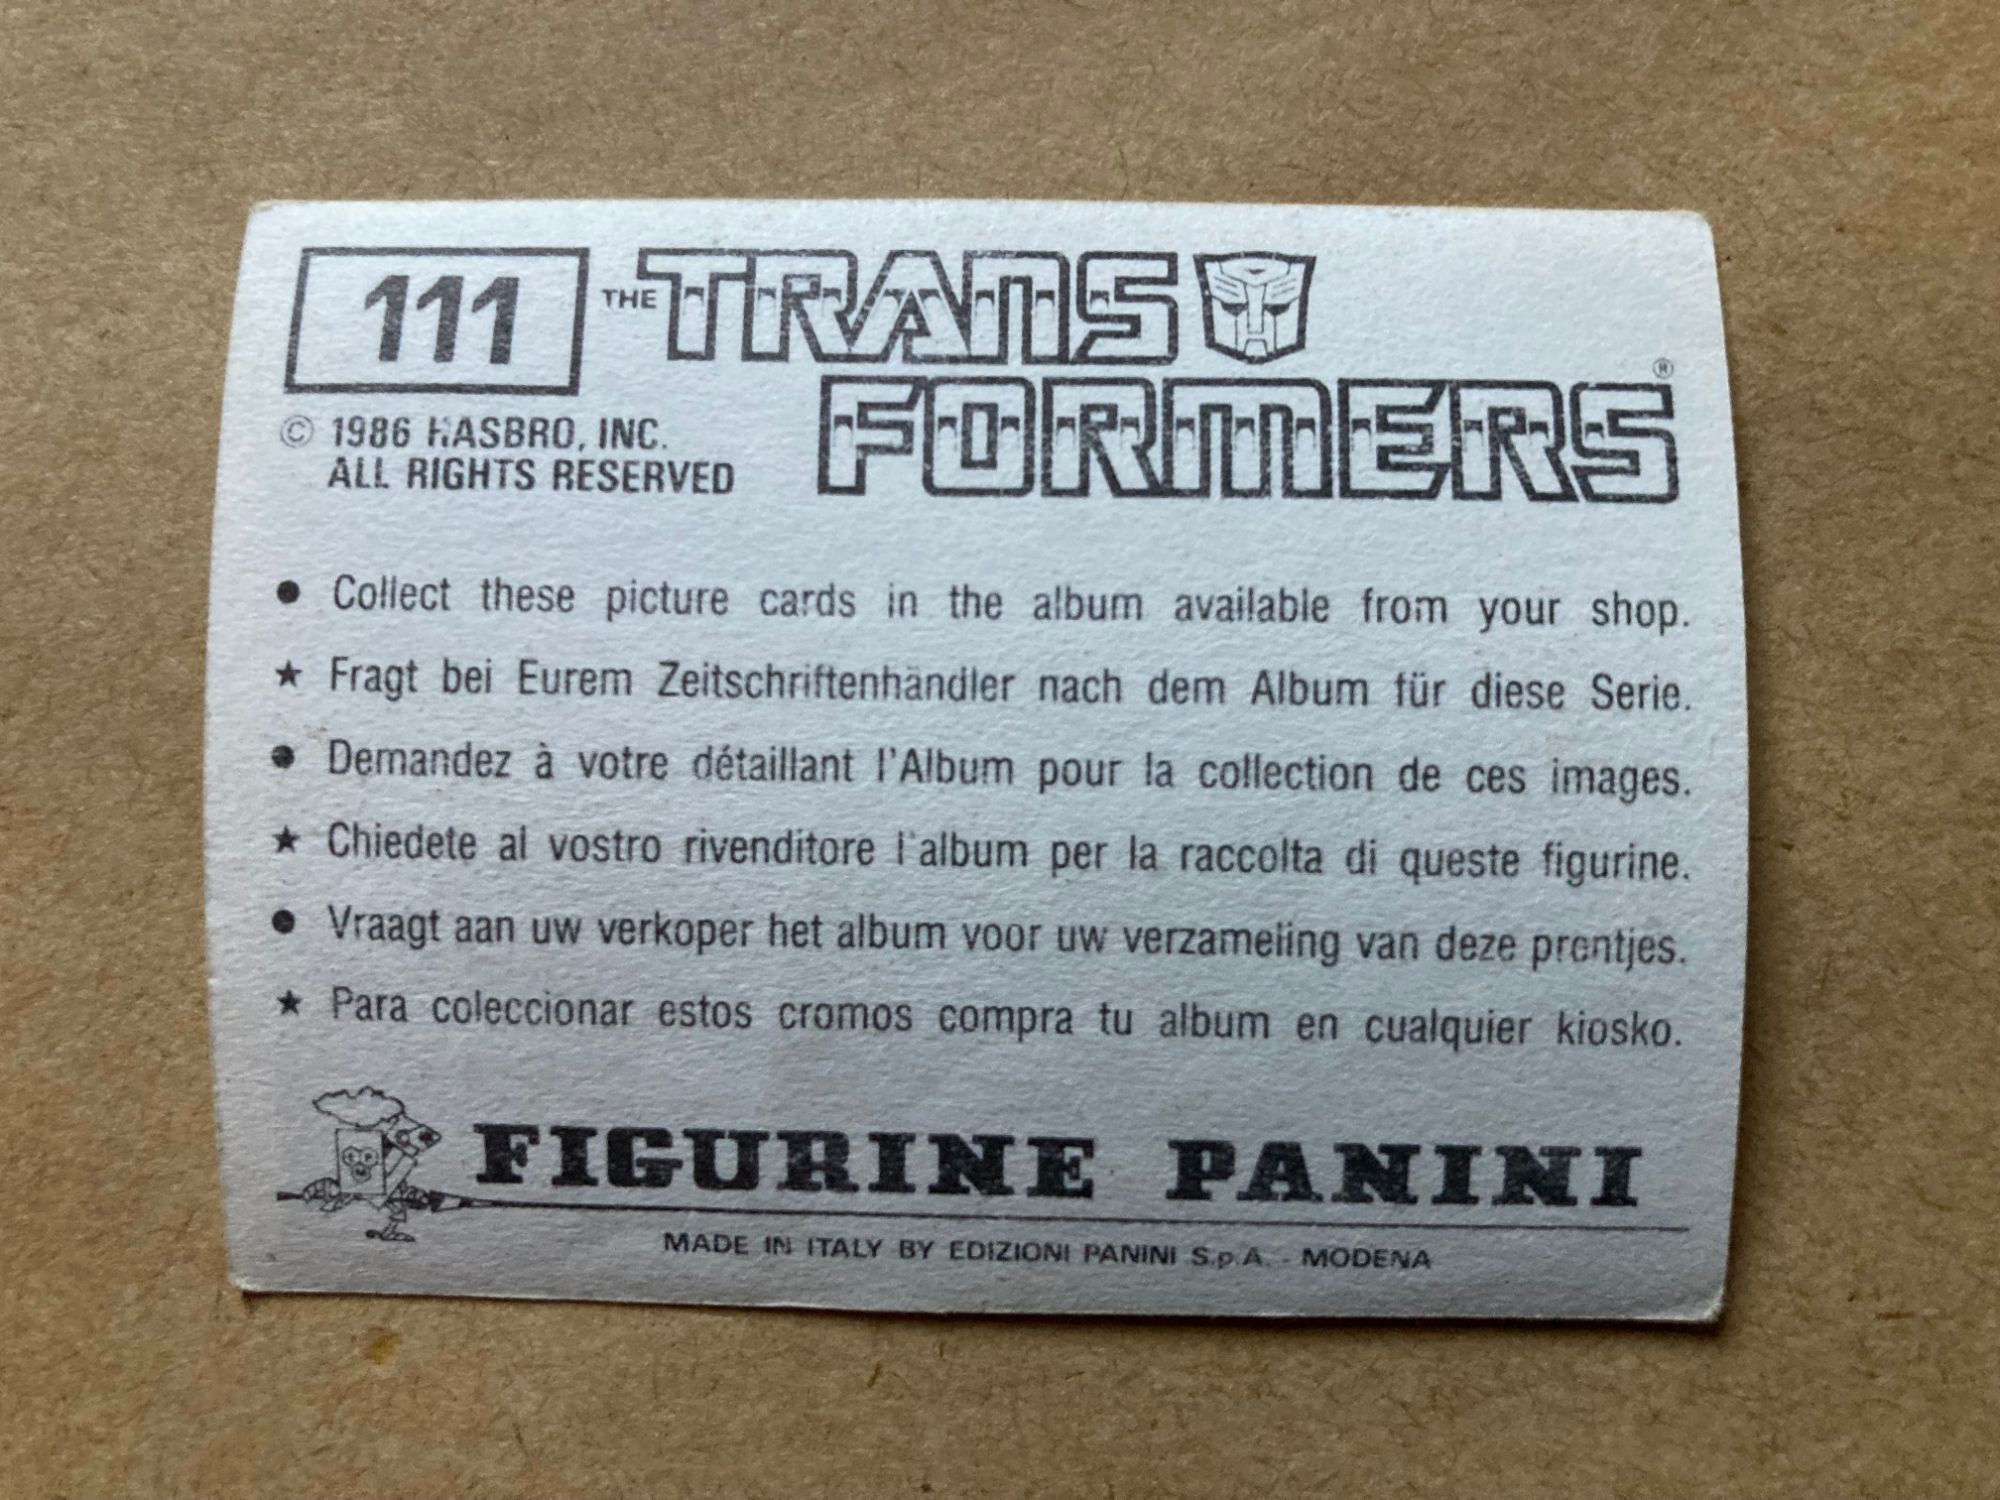 111
THE TRANS
FORMERS ®
© 1986 HASBRO, INC.
ALL RIGHTS RESERVED
● Collect these picture cards in the album available from your shop.
★ Fragt bei Eurem Zeitschriftenhändler nach dem Album für diese Serie.
● Demandez à votre détaillant l'Album pour la collection de ces images.
★ Chiedete al vostro rivenditore l'album per la raccolta di queste figurine.
● Vraagt aan uw verkoper het album voor uw verzameling van deze prentjes.
★ Para coleccionar estos cromos compra tu album en cualquier kiosko.
FIGURINE PANINI
MADE IN ITALY BY EDIZIONI PANINI S.p.A. - MODENA